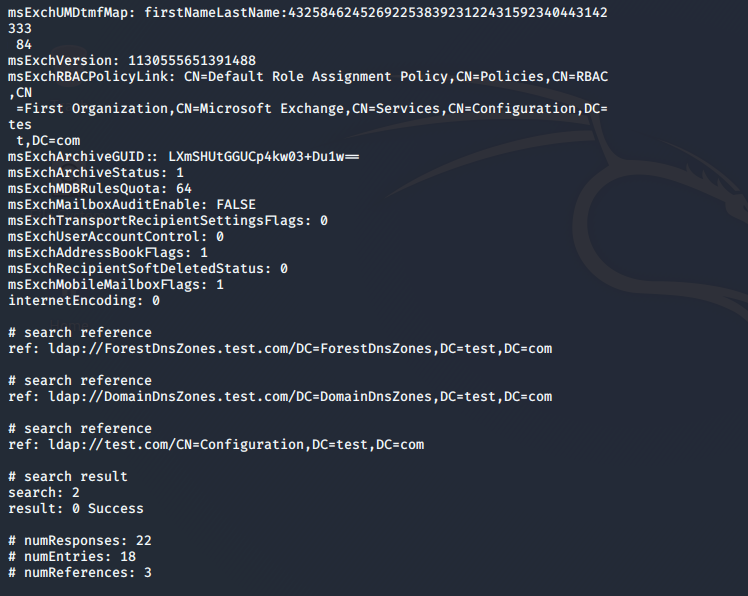 msExchUMDtmfMap: firstNameLastName:4325846245269225383923122431592340443142
333
 84
msExchVersion: 1130555651391488
msExchRBACPolicyLink: CN=Default Role Assignment Policy,CN=Policies,CN=RBAC
,CN
 =First Organization,CN=Microsoft Exchange,CN=Services,CN=Configuration,DC=
tes
 t,DC=com
msExchArchiveGUID:: LXmSHUtGGUCp4kw03+Du1w==
msExchArchiveStatus: 1
msExchMDBRulesQuota: 64
msExchMailboxAuditEnable: FALSE
msExchTransportRecipientSettingsFlags: 0
msExchUserAccountControl: 0
msExchAddressBookFlags: 1
msExchRecipientSoftDeletedStatus: 0
msExchMobileMailboxFlags: 1
internetEncoding: 0

# search reference
ref: ldap://ForestDnsZones.test.com/DC=ForestDnsZones,DC=test,DC=com

# search reference
ref: ldap://DomainDnsZones.test.com/DC=DomainDnsZones,DC=test,DC=com

# search reference
ref: ldap://test.com/CN=Configuration,DC=test,DC=com

# search result
search: 2
result: 0 Success

# numResponses: 22
# numEntries: 18
# numReferences: 3